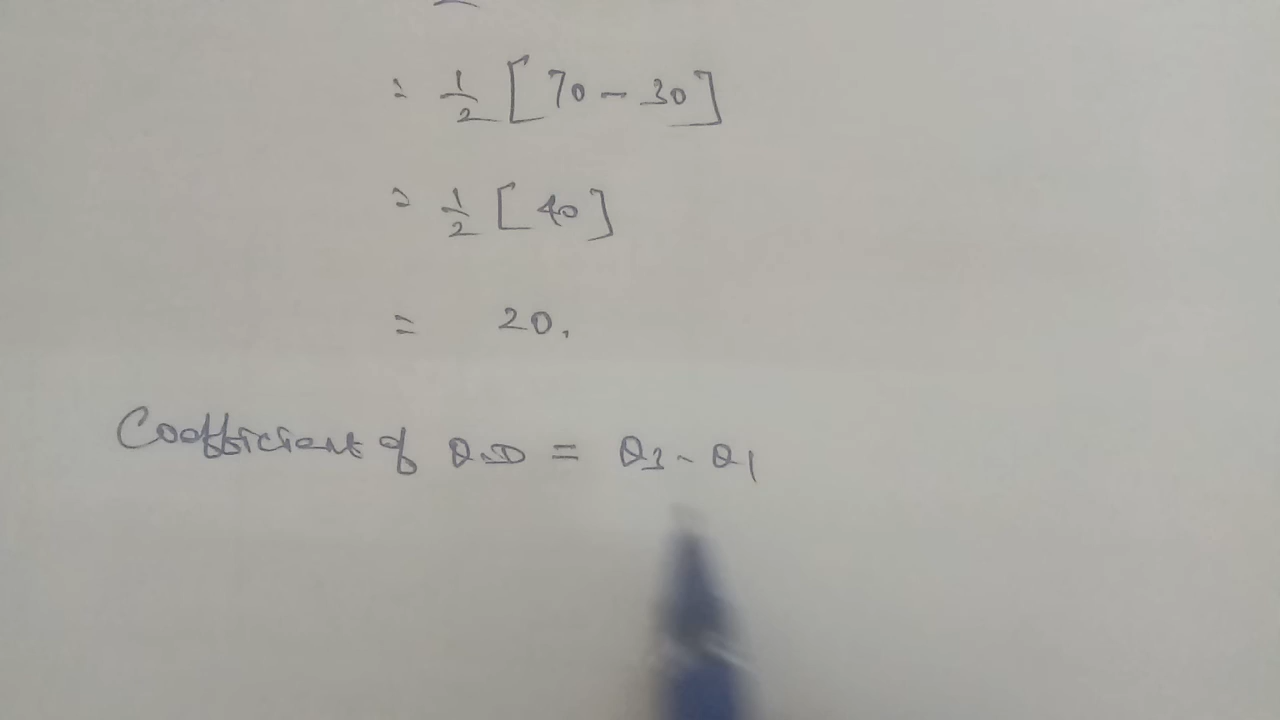 = 1/2 [70 - 30]
= 1/2 [40]
= 20.
Coefficient of Q.D = Q3 - Q1